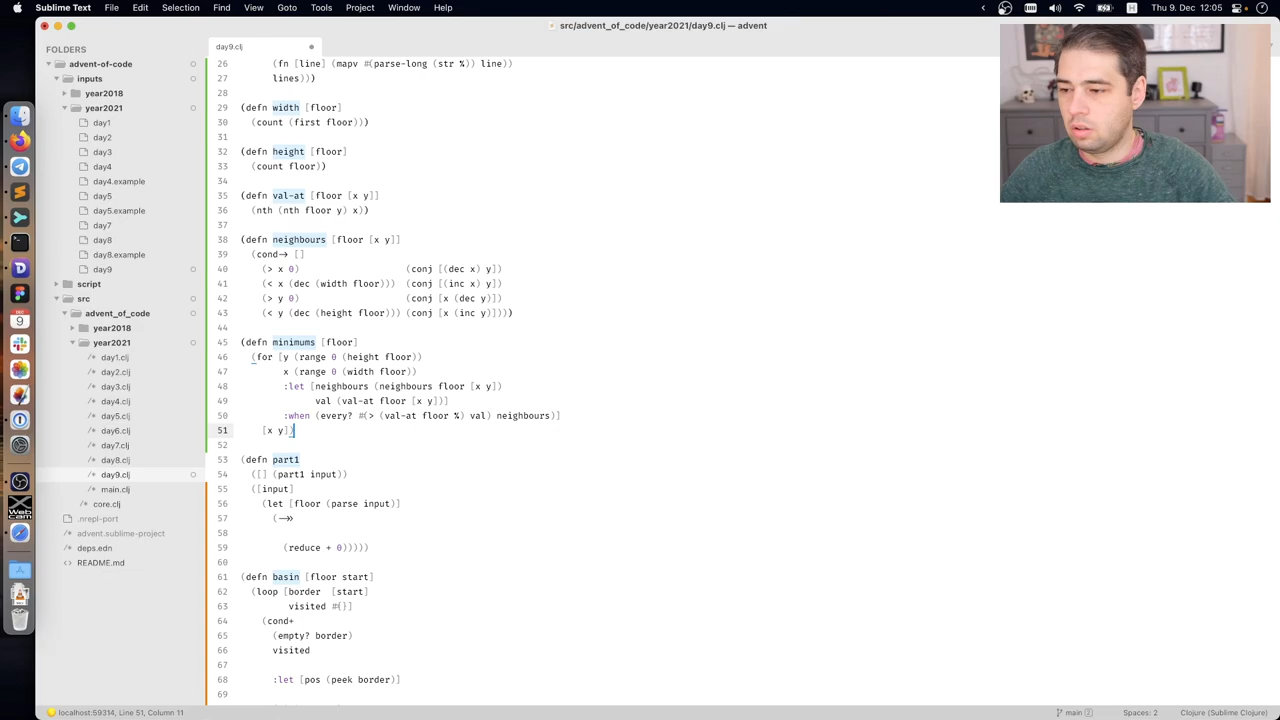 Sublime Text File Edit Selection Find View Goto Tools Project Window Help
Thu 9. Dec 12:05
src/advent_of_code/year2021/day9.clj — advent
FOLDERS
advent-of-code
inputs
year2018
year2021
day1
day2
day3
day4
day4.example
day5
day5.example
day7
day8
day8.example
day9
script
src
advent_of_code
year2018
year2021
/* day1.clj
/* day2.clj
/* day3.clj
/* day4.clj
/* day5.clj
/* day6.clj
/* day7.clj
/* day8.clj
/* day9.clj
/* main.clj
/* core.clj
.nrepl-port
/* advent.sublime-project
/* deps.edn
<> README.md
DEC
9
Web
cam
day9.clj
26 (fn [line] (mapv #(parse-long (str %)) line))
27 lines)))
28
29 (defn width [floor]
30 (count (first floor)))
31
32 (defn height [floor]
33 (count floor))
34
35 (defn val-at [floor [x y]]
36 (nth (nth floor y) x))
37
38 (defn neighbours [floor [x y]]
39 (cond-> []
40 (> x 0) (conj [(dec x) y])
41 (< x (dec (width floor))) (conj [(inc x) y])
42 (> y 0) (conj [x (dec y)])
43 (< y (dec (height floor))) (conj [x (inc y)])))
44
45 (defn minimums [floor]
46 (for [y (range 0 (height floor))
47 x (range 0 (width floor))
48 :let [neighbours (neighbours floor [x y])
49 val (val-at floor [x y])]
50 :when (every? #(> (val-at floor %) val) neighbours)]
51 [x y])
52
53 (defn part1
54 ([] (part1 input))
55 ([input]
56 (let [floor (parse input)]
57 (->>
58
59 (reduce + 0)))))
60
61 (defn basin [floor start]
62 (loop [border [start]
63 visited #{}]
64 (cond+
65 (empty? border)
66 visited
67
68 :let [pos (peek border)]
69
localhost:59314, Line 51, Column 11
main 2
Spaces: 2
Clojure (Sublime Clojure)